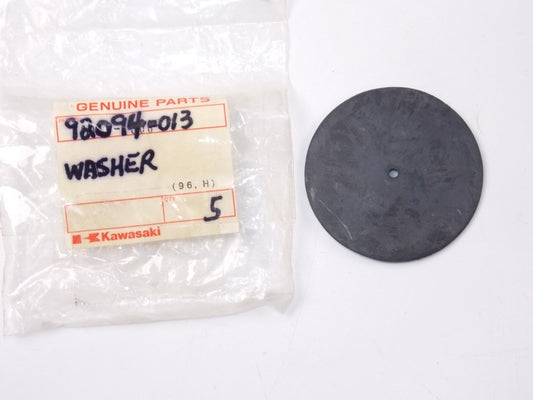 GENUINE PARTS
92094-013
WASHER
(96, H)
5
Kawasaki